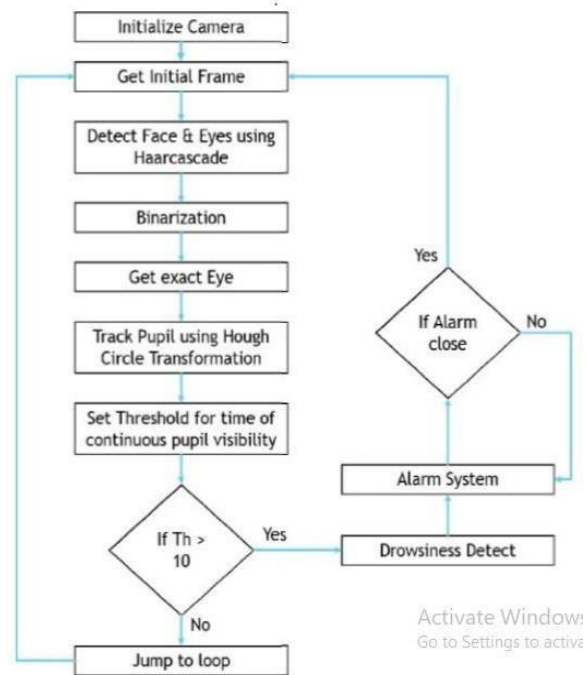 Initialize Camera
Get Initial Frame
Detect Face & Eyes using
Haarcascade
Binarization
Get exact Eye
Track Pupil using Hough
Circle Transformation
Set Threshold for time of
continuous pupil visibility
If Th >
10
Yes
No
Jump to loop
Drowsiness Detect
Alarm System
If Alarm
close
Yes
No
Activate Windows
Go to Settings to activa